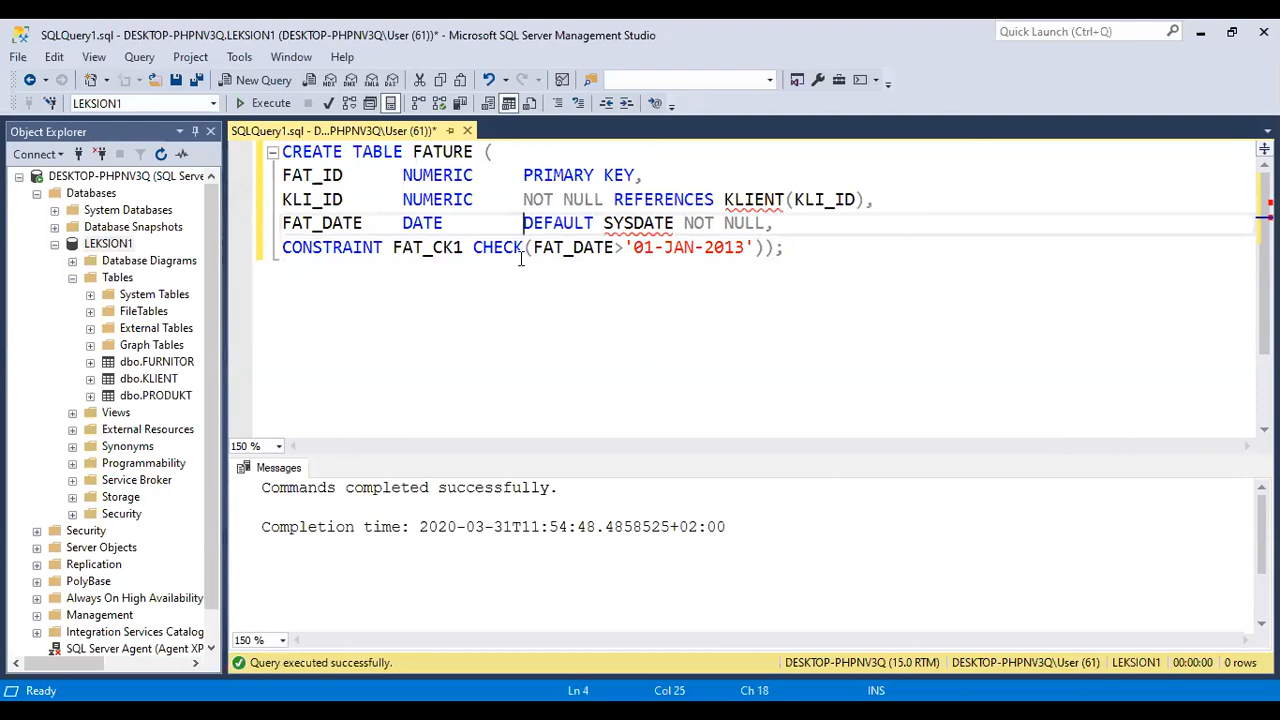 SQLQuery1.sql - DESKTOP-PHPNV3Q.LEKSION1 (DESKTOP-PHPNV3Q\User (61))* - Microsoft SQL Server Management Studio
Quick Launch (Ctrl+Q)
File Edit View Query Project Tools Window Help
New Query
LEKSION1 Execute
Object Explorer
Connect
DESKTOP-PHPNV3Q (SQL Serv
Databases
System Databases
Database Snapshots
LEKSION1
Database Diagrams
Tables
System Tables
FileTables
External Tables
Graph Tables
dbo.FURNITOR
dbo.KLIENT
dbo.PRODUKT
Views
External Resources
Synonyms
Programmability
Service Broker
Storage
Security
Security
Server Objects
Replication
PolyBase
Always On High Availability
Management
Integration Services Catalog
SQL Server Agent (Agent XP
SQLQuery1.sql - D...PHPNV3Q\User (61))*
CREATE TABLE FATURE (
FAT_ID NUMERIC PRIMARY KEY,
KLI_ID NUMERIC NOT NULL REFERENCES KLIENT(KLI_ID),
FAT_DATE DATE DEFAULT SYSDATE NOT NULL,
CONSTRAINT FAT_CK1 CHECK(FAT_DATE>'01-JAN-2013'));
150 %
Messages
Commands completed successfully.
Completion time: 2020-03-31T11:54:48.4858525+02:00
150 %
Query executed successfully. DESKTOP-PHPNV3Q (15.0 RTM) DESKTOP-PHPNV3Q\User (61) LEKSION1 00:00:00 0 rows
Ready Ln 4 Col 25 Ch 18 INS